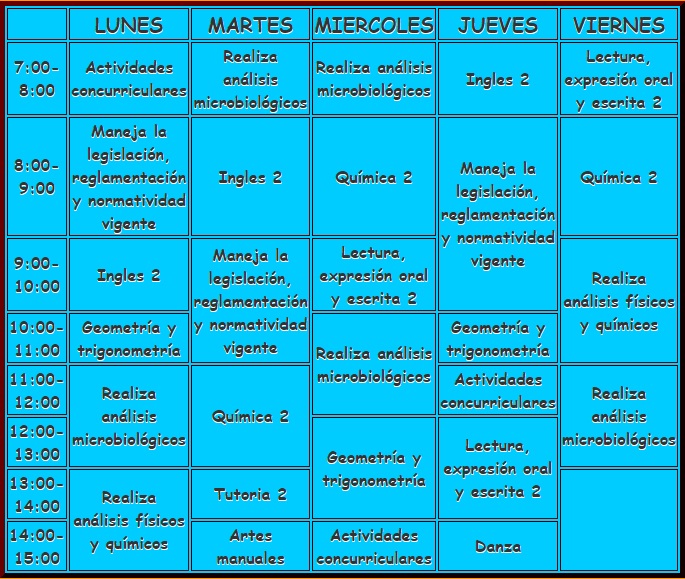 LUNES MARTES MIERCOLES JUEVES VIERNES
7:00-
8:00
Actividades
concurriculares
Realiza
análisis
microbiológicos
Realiza análisis
microbiológicos
Ingles 2
Lectura,
expresión oral
y escrita 2
8:00-
9:00
Maneja la
legislación,
reglamentación
y normatividad
vigente
Ingles 2
Química 2
Maneja la
legislación,
reglamentación
y normatividad
vigente
Química 2
9:00-
10:00
Ingles 2
Maneja la
legislación,
reglamentación
y normatividad
vigente
Lectura,
expresión oral
y escrita 2
Realiza
análisis físicos
y químicos
10:00-
11:00
Geometría y
trigonometría
Realiza análisis
microbiológicos
Geometría y
trigonometría
11:00-
12:00
Realiza
análisis
microbiológicos
Química 2
Actividades
concurriculares
Realiza
análisis
microbiológicos
12:00-
13:00
Geometría y
trigonometría
Lectura,
expresión oral
y escrita 2
13:00-
14:00
Realiza
análisis físicos
y químicos
Tutoria 2
14:00-
15:00
Artes
manuales
Actividades
concurriculares
Danza